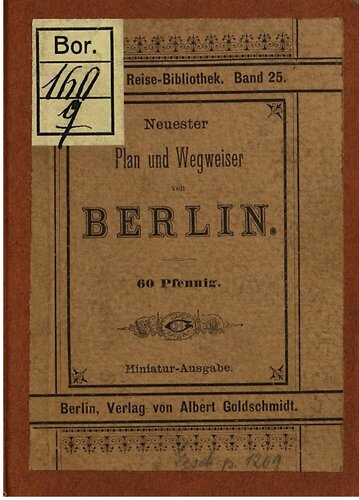 Bor.
160
9
Reise-Bibliothek. Band 25.
Neuester
Plan und Wegweiser
von
BERLIN.
60 Pfennig.
Miniatur-Ausgabe.
Berlin, Verlag von Albert Goldschmidt.
1209